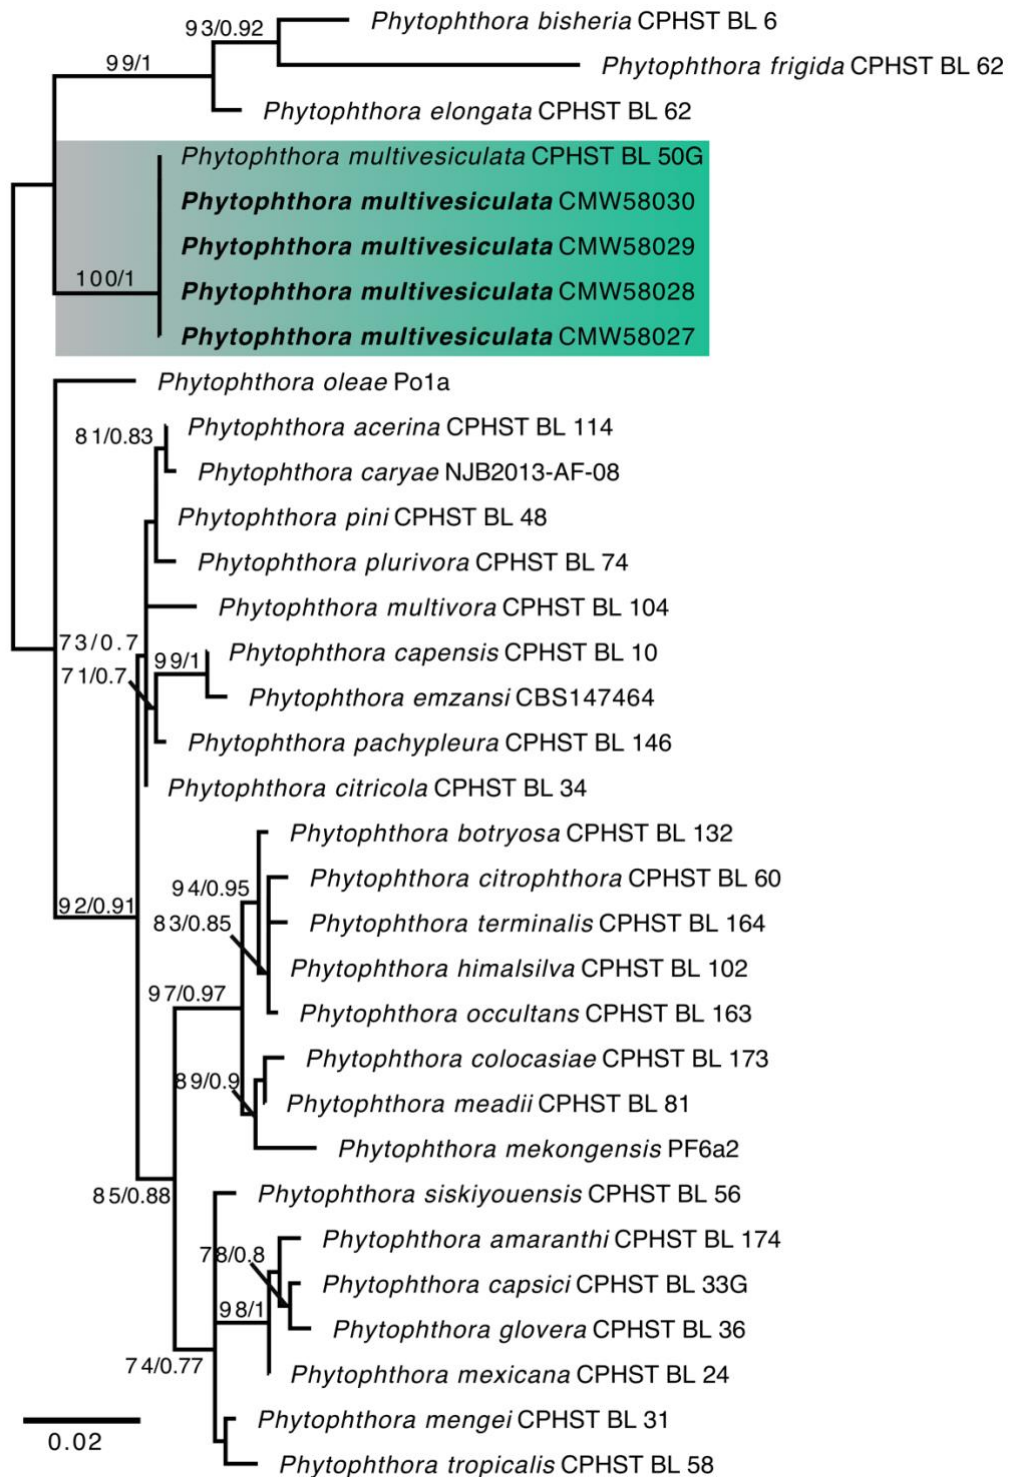 93/0.92
Phytophthora bisheria CPHST BL 6
99/1
Phytophthora frigida CPHST BL 62
Phytophthora elongata CPHST BL 62
Phytophthora multivesiculata CPHST BL 50G
Phytophthora multivesiculata CMW58030
Phytophthora multivesiculata CMW58029
100/1
Phytophthora multivesiculata CMW58028
Phytophthora multivesiculata CMW58027
Phytophthora oleae Po1a
81/0.83
Phytophthora acerina CPHST BL 114
Phytophthora caryae NJB2013-AF-08
Phytophthora pini CPHST BL 48
Phytophthora plurivora CPHST BL 74
Phytophthora multivora CPHST BL 104
73/0.7
99/1
Phytophthora capensis CPHST BL 10
71/0.7
Phytophthora emzansi CBS147464
Phytophthora pachypleura CPHST BL 146
Phytophthora citricola CPHST BL 34
Phytophthora botryosa CPHST BL 132
94/0.95
Phytophthora citrophthora CPHST BL 60
92/0.91
83/0.85
Phytophthora terminalis CPHST BL 164
Phytophthora himalsilva CPHST BL 102
97/0.97
Phytophthora occultans CPHST BL 163
Phytophthora colocasiae CPHST BL 173
89/0.9
Phytophthora meadii CPHST BL 81
Phytophthora mekongensis PF6a2
85/0.88
Phytophthora siskiyouensis CPHST BL 56
Phytophthora amaranthi CPHST BL 174
78/0.8
Phytophthora capsici CPHST BL 33G
98/1
Phytophthora glovera CPHST BL 36
74/0.77
Phytophthora mexicana CPHST BL 24
Phytophthora mengei CPHST BL 31
0.02
Phytophthora tropicalis CPHST BL 58